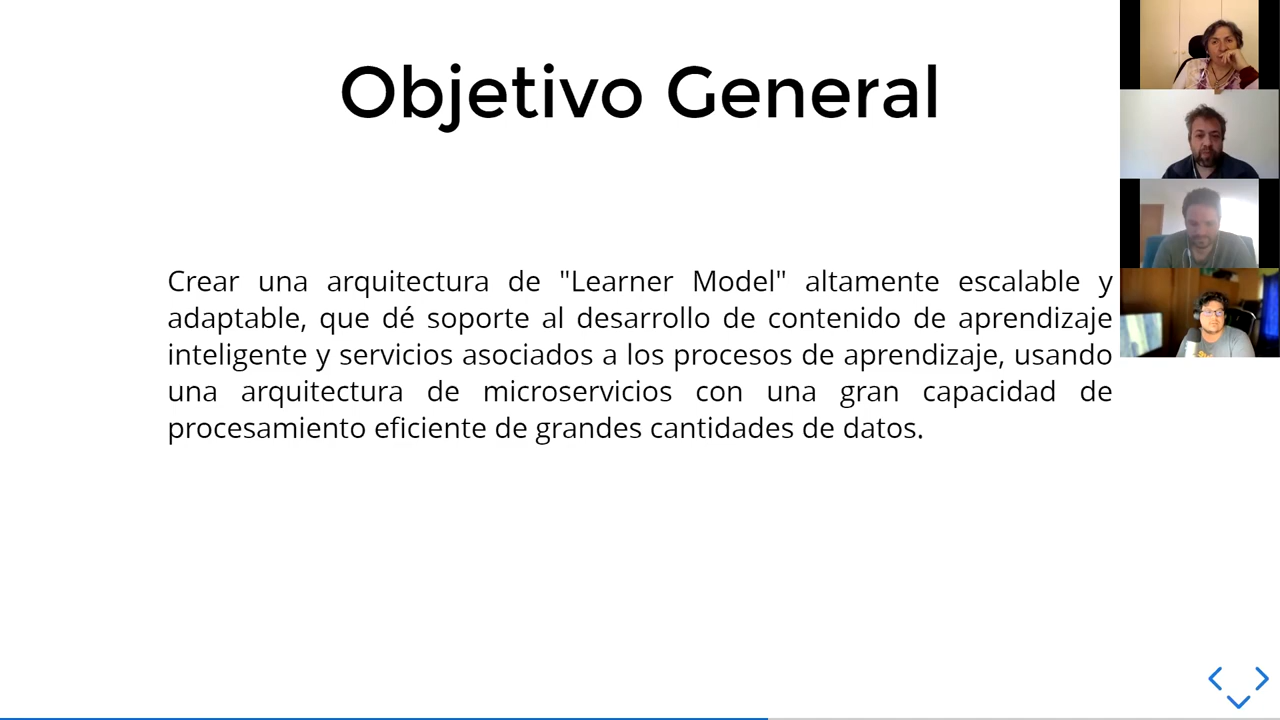 Objetivo General
Crear una arquitectura de "Learner Model" altamente escalable y
adaptable, que dé soporte al desarrollo de contenido de aprendizaje
inteligente y servicios asociados a los procesos de aprendizaje, usando
una arquitectura de microservicios con una gran capacidad de
procesamiento eficiente de grandes cantidades de datos.